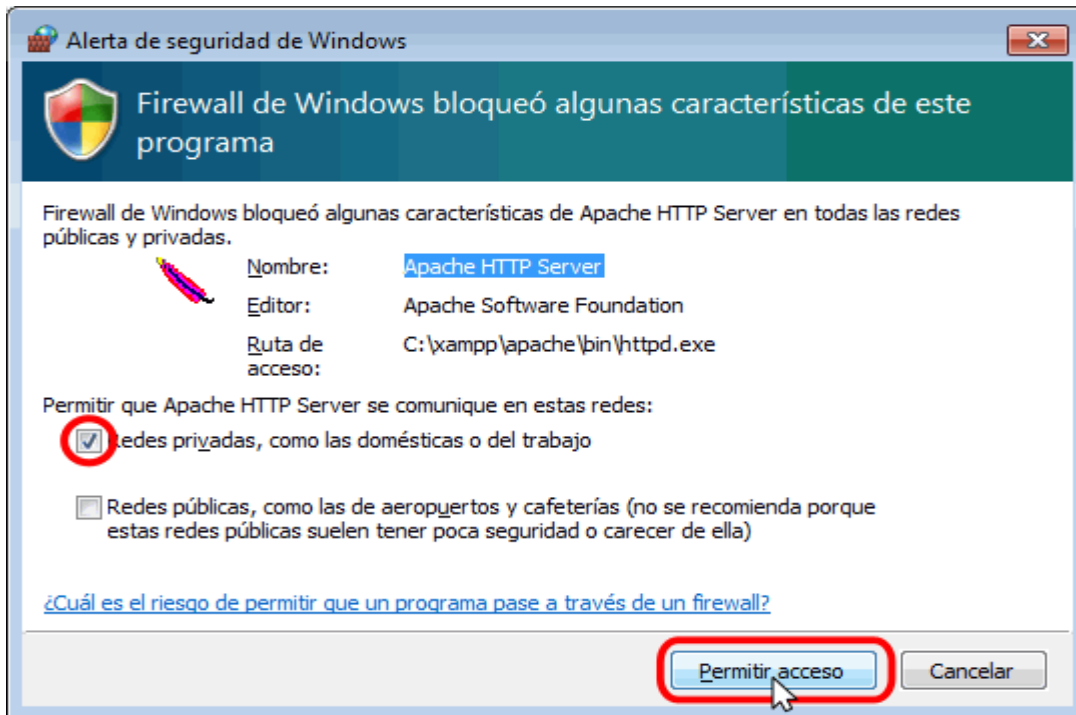 Alerta de seguridad de Windows
Firewall de Windows bloqueó algunas características de este
programa
Firewall de Windows bloqueó algunas características de Apache HTTP Server en todas las redes
públicas y privadas.
Nombre: Apache HTTP Server
Editor: Apache Software Foundation
Ruta de C:\xampp\apache\bin\httpd.exe
acceso:
Permitir que Apache HTTP Server se comunique en estas redes:
Redes privadas, como las domésticas o del trabajo
Redes públicas, como las de aeropuertos y cafeterías (no se recomienda porque
estas redes públicas suelen tener poca seguridad o carecer de ella)
¿Cuál es el riesgo de permitir que un programa pase a través de un firewall?
Permitir acceso Cancelar